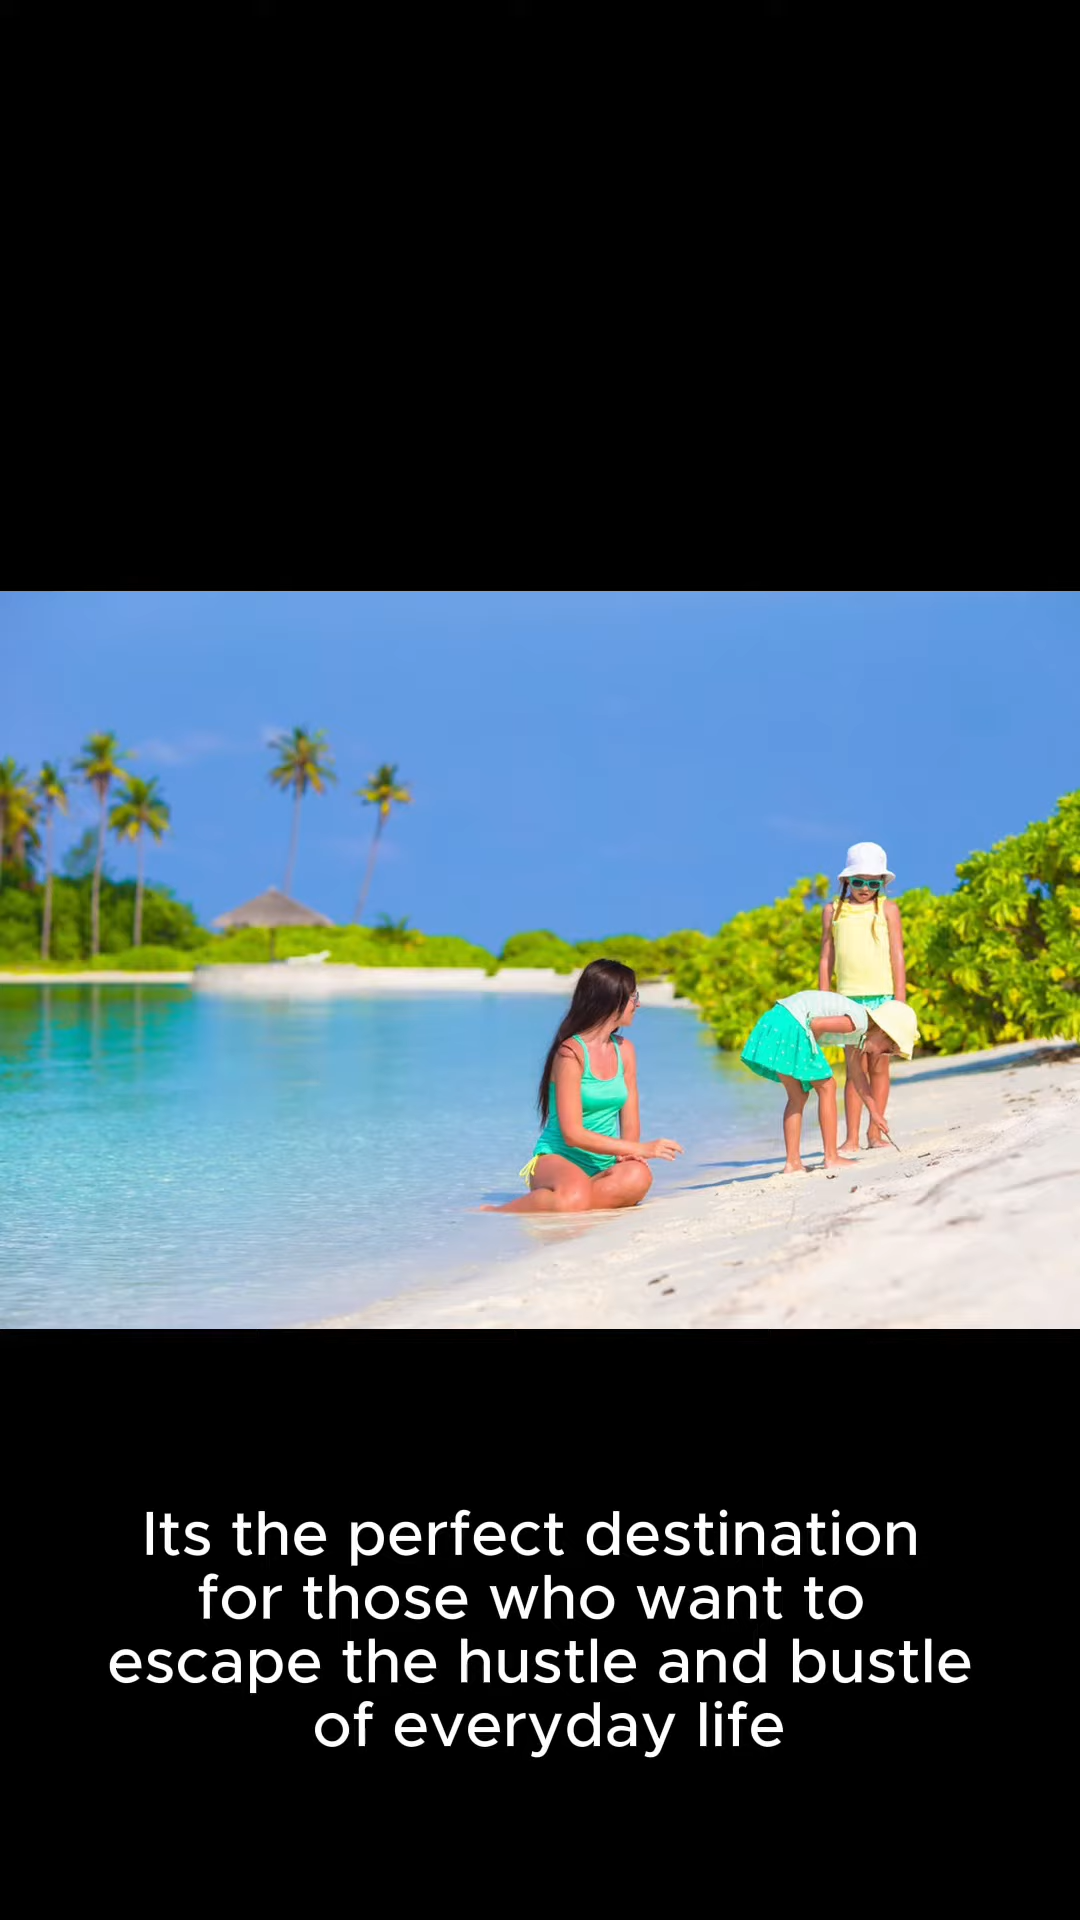 Its the perfect destination
for those who want to
escape the hustle and bustle
of everyday life